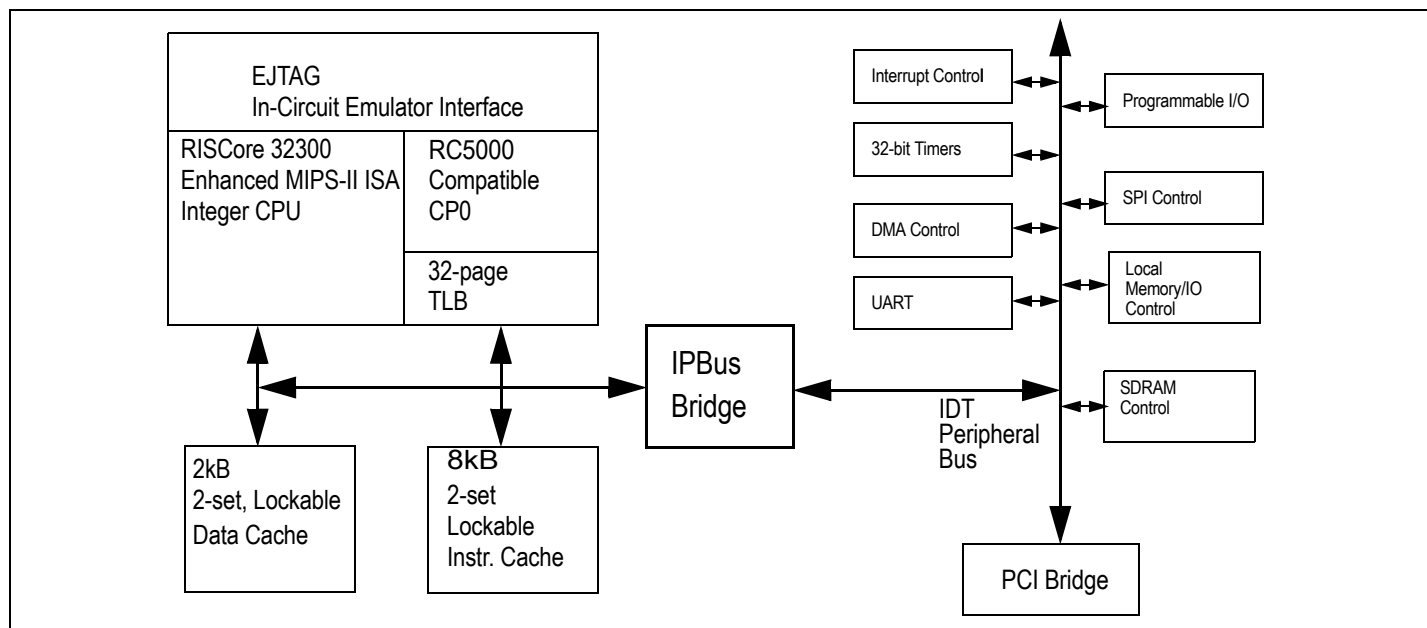 EJTAG
In-Circuit Emulator Interface
RISCore 32300
Enhanced MIPS-II ISA
Integer CPU
RC5000
Compatible
CP0
32-page
TLB
2kB
2-set, Lockable
Data Cache
8kB
2-set
Lockable
Instr. Cache
IPBus
Bridge
IDT
Peripheral
Bus
Interrupt Control
32-bit Timers
DMA Control
UART
Programmable I/O
SPI Control
Local
Memory/IO
Control
SDRAM
Control
PCI Bridge